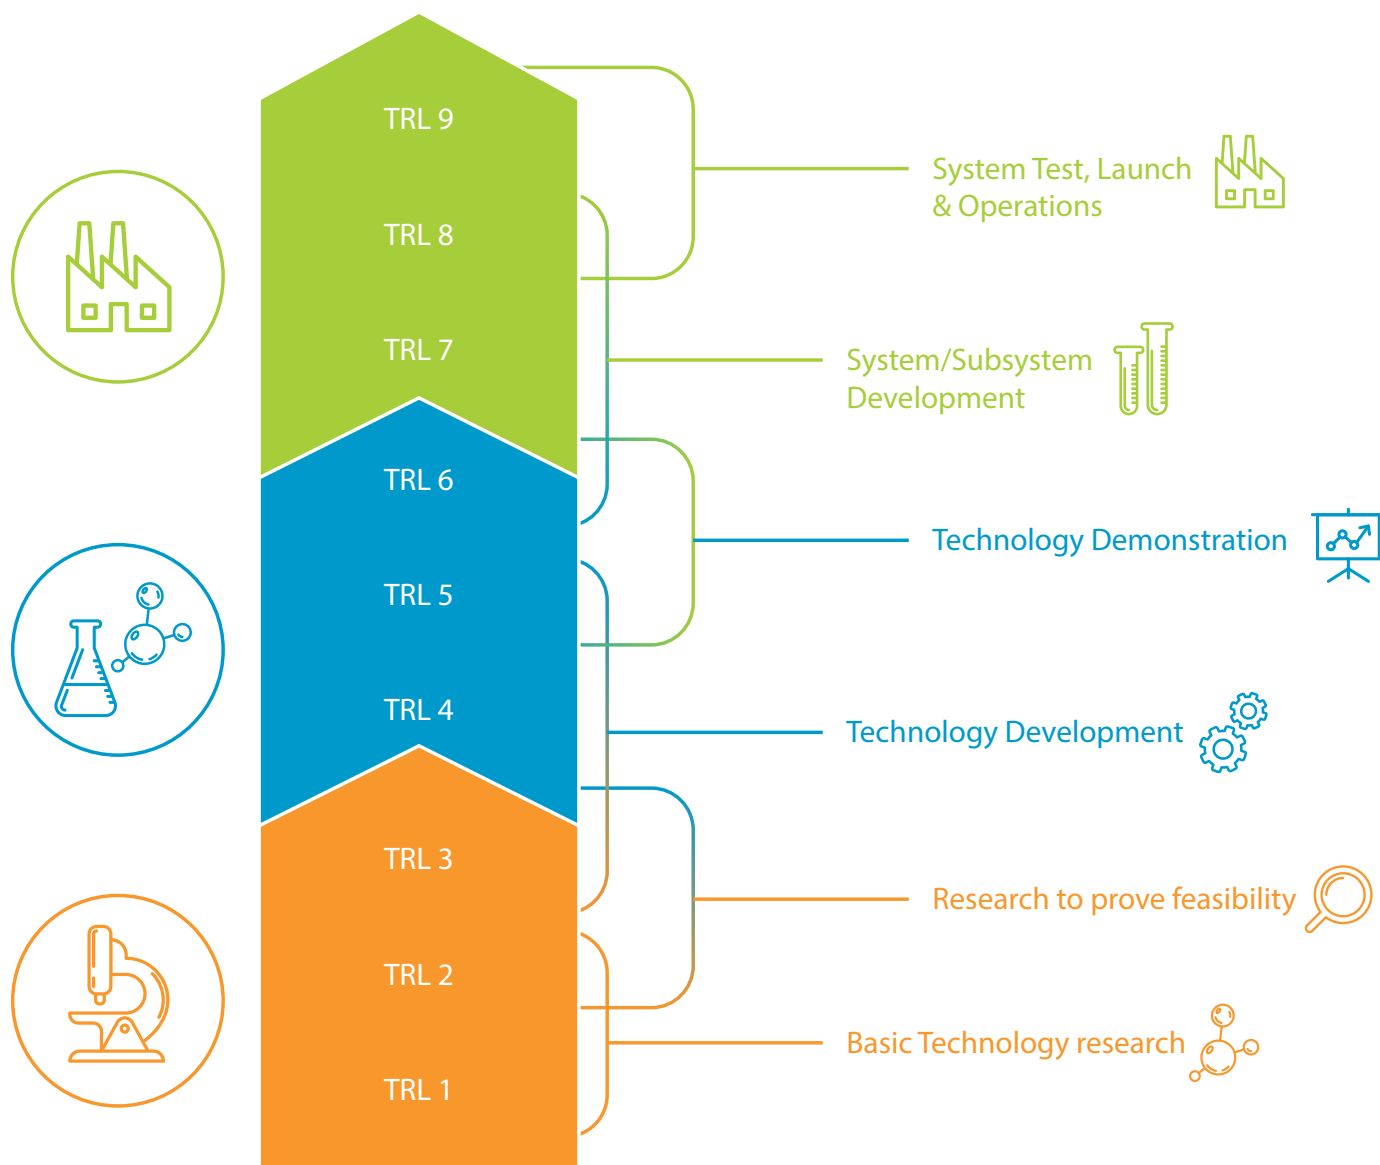 TRL 9
TRL 8
TRL 7
TRL 6
TRL 5
TRL 4
TRL 3
TRL 2
TRL 1
System Test, Launch
& Operations
System/Subsystem
Development
Technology Demonstration
Technology Development
Research to prove feasibility
Basic Technology research